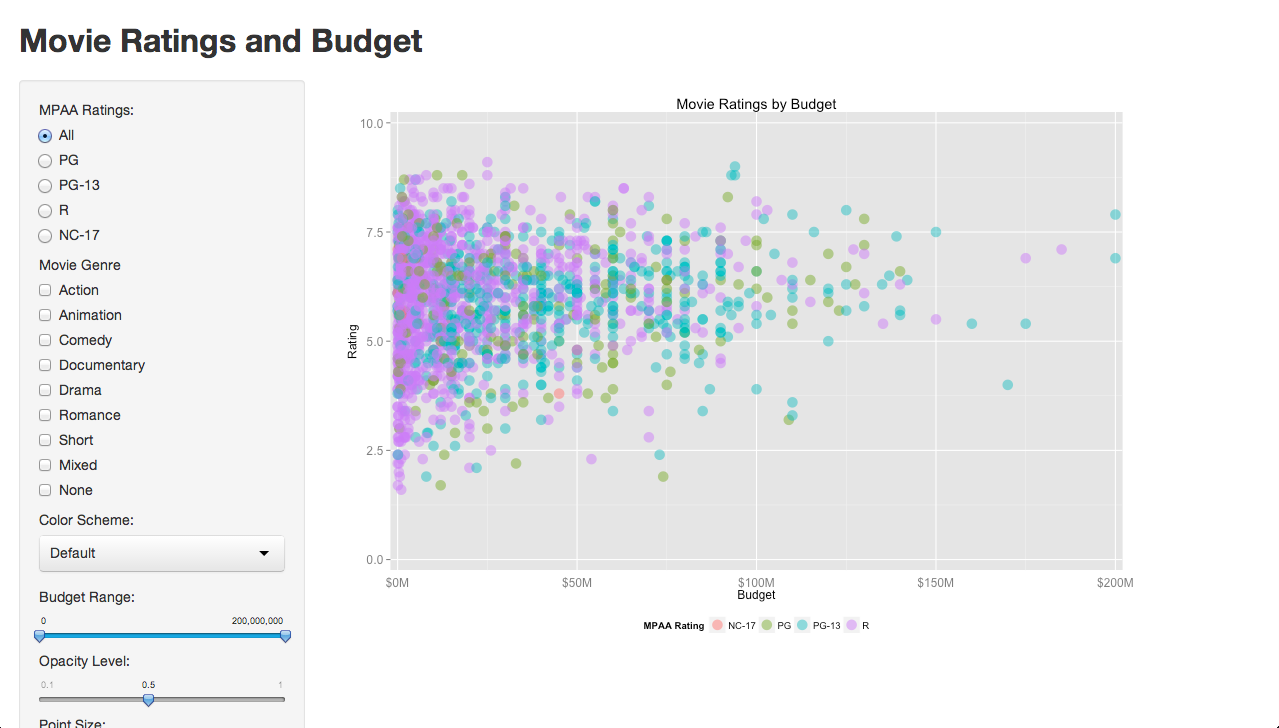 Movie Ratings and Budget
MPAA Ratings:
All
PG
PG-13
R
NC-17
Movie Genre
Action
Animation
Comedy
Documentary
Drama
Romance
Short
Mixed
None
Color Scheme:
Default
Budget Range:
0 200,000,000
Opacity Level:
0.1 0.5 1
Point Size:
Movie Ratings by Budget
Rating
10.0
7.5
5.0
2.5
0.0
$0M $50M $100M $150M $200M
Budget
MPAA Rating NC-17 PG PG-13 R